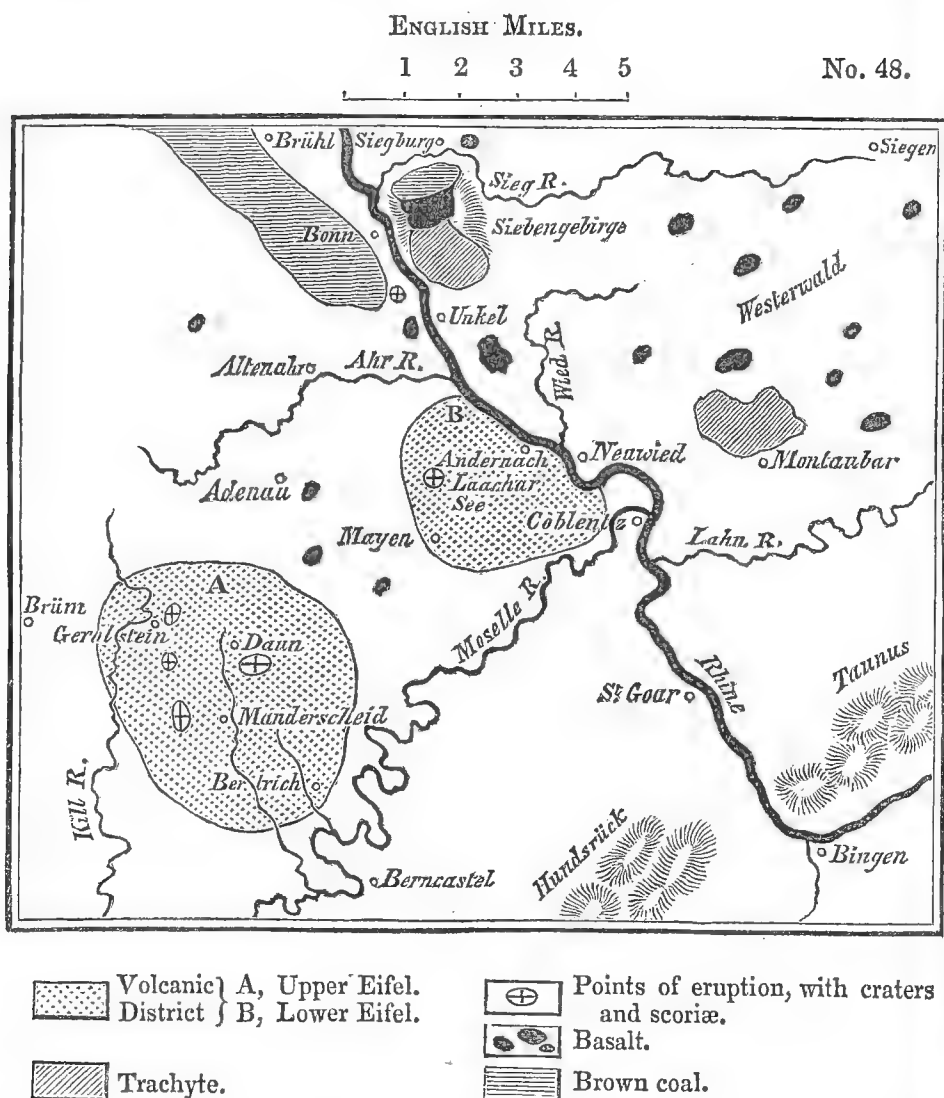 ENGLISH MILES.
1 2 3 4 5
No. 48.
Brühl
Siegburg
Siegen
Sieg R.
Bonn
Siebengebirge
Westerwald
Unkel
Wied R.
Altenahr
Ahr R.
B
Andernach
Neuwied
Montaubar
Laachar
See
Adenau
Coblentz
Mayen
Lahn R.
A
Moselle R.
Brüm
Gerolstein
Daun
Rhine
Taunus
St Goar
Manderscheid
Bertrich
Kill R.
Hundsrück
Bingen
Berncastel
Volcanic } A, Upper Eifel.
District } B, Lower Eifel.
Points of eruption, with craters
and scoriæ.
Basalt.
Trachyte.
Brown coal.